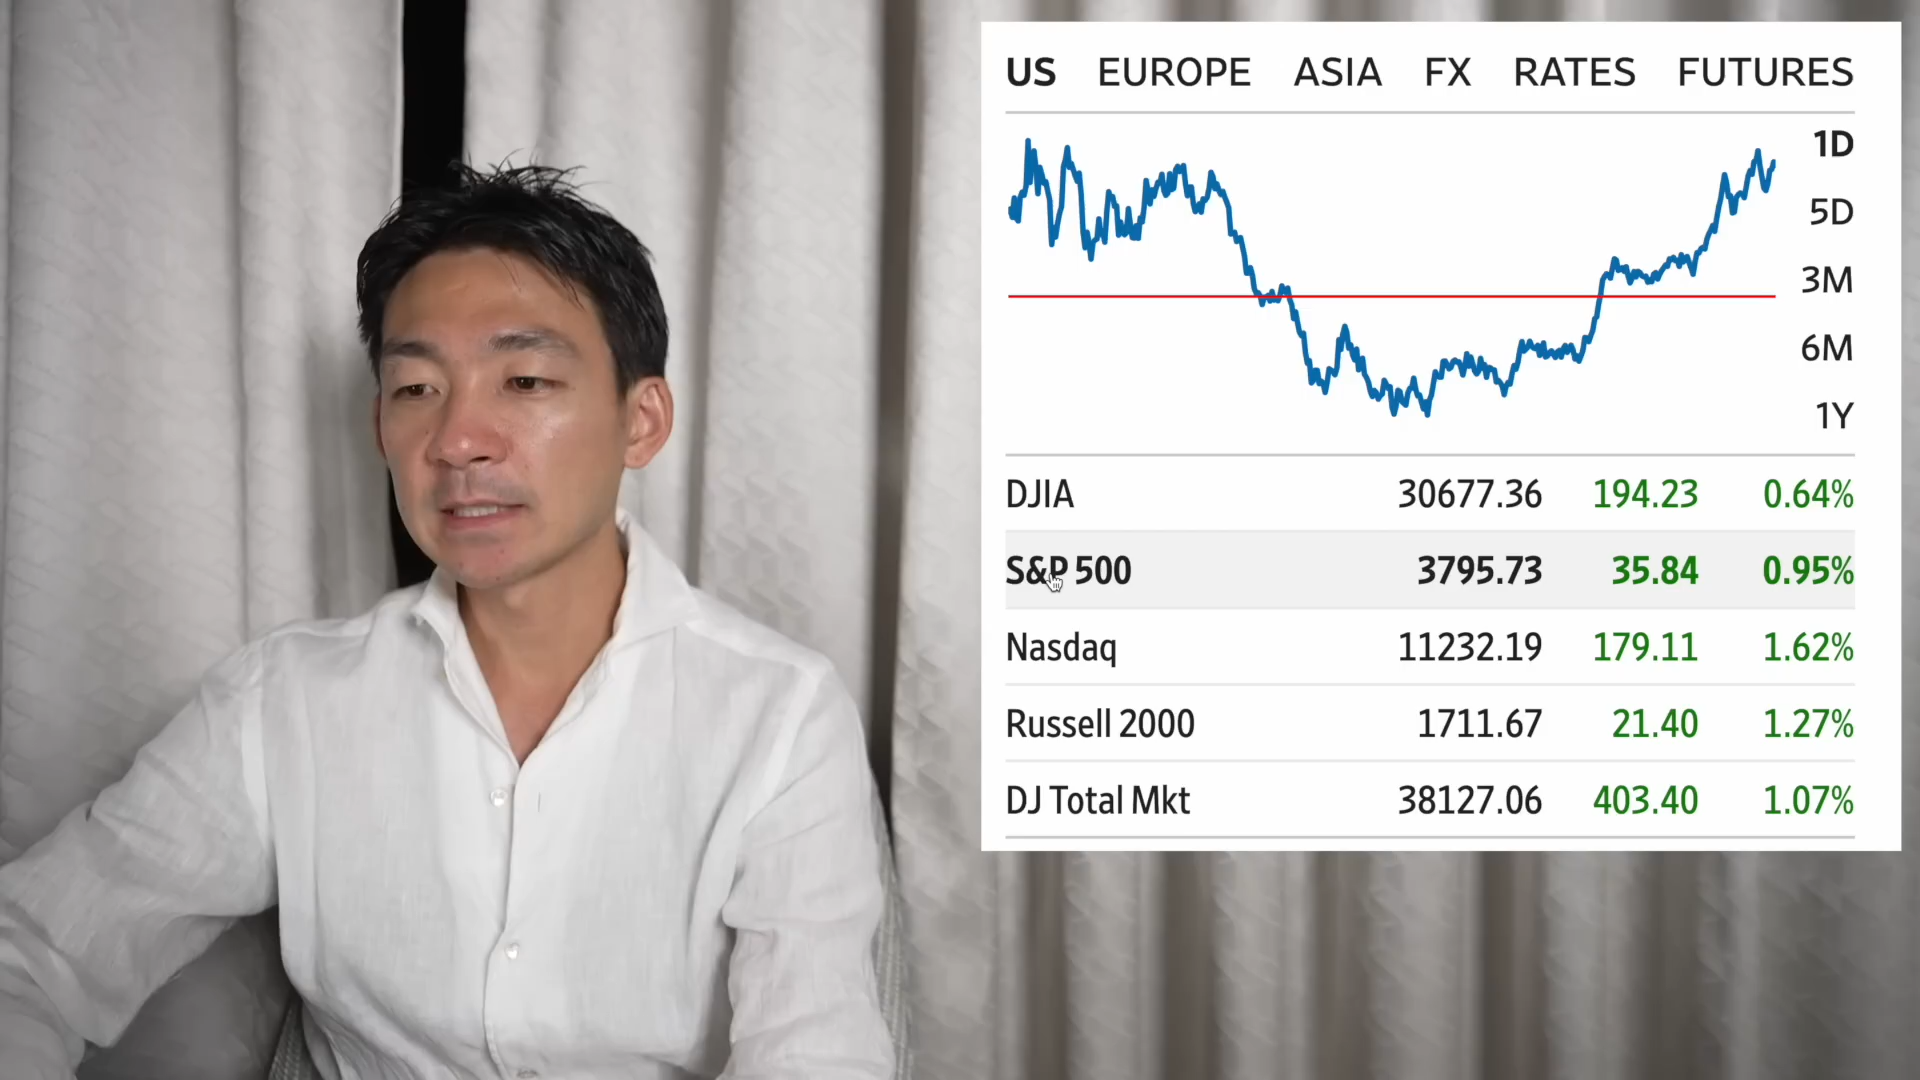 US EUROPE ASIA FX RATES FUTURES
1D
5D
3M
6M
1Y
DJIA 30677.36 194.23 0.64%
S&P 500 3795.73 35.84 0.95%
Nasdaq 11232.19 179.11 1.62%
Russell 2000 1711.67 21.40 1.27%
DJ Total Mkt 38127.06 403.40 1.07%